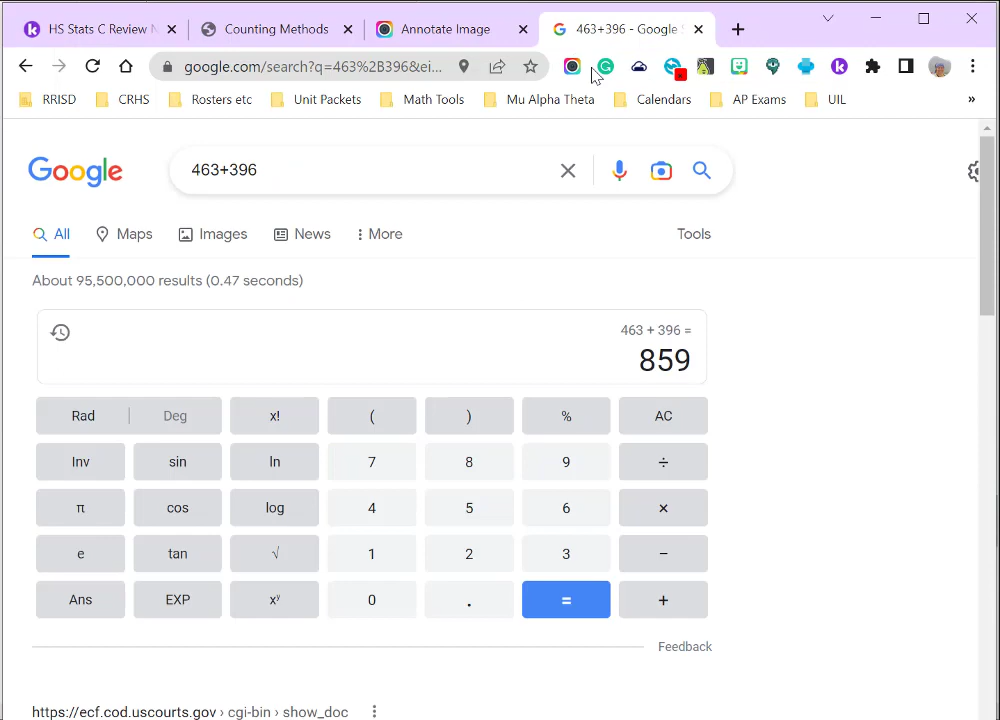 HS Stats C Review N
Counting Methods
Annotate Image
463+396 - Google S
google.com/search?q=463%2B396&ei...
RRISD
CRHS
Rosters etc
Unit Packets
Math Tools
Mu Alpha Theta
Calendars
AP Exams
UIL
»
Google
463+396
All
Maps
Images
News
More
Tools
About 95,500,000 results (0.47 seconds)
463 + 396 =
859
Rad | Deg x! ( ) % AC
Inv sin ln 7 8 9 ÷
π cos log 4 5 6 ×
e tan √ 1 2 3 −
Ans EXP xʸ 0 . = +
Feedback
https://ecf.cod.uscourts.gov › cgi-bin › show_doc